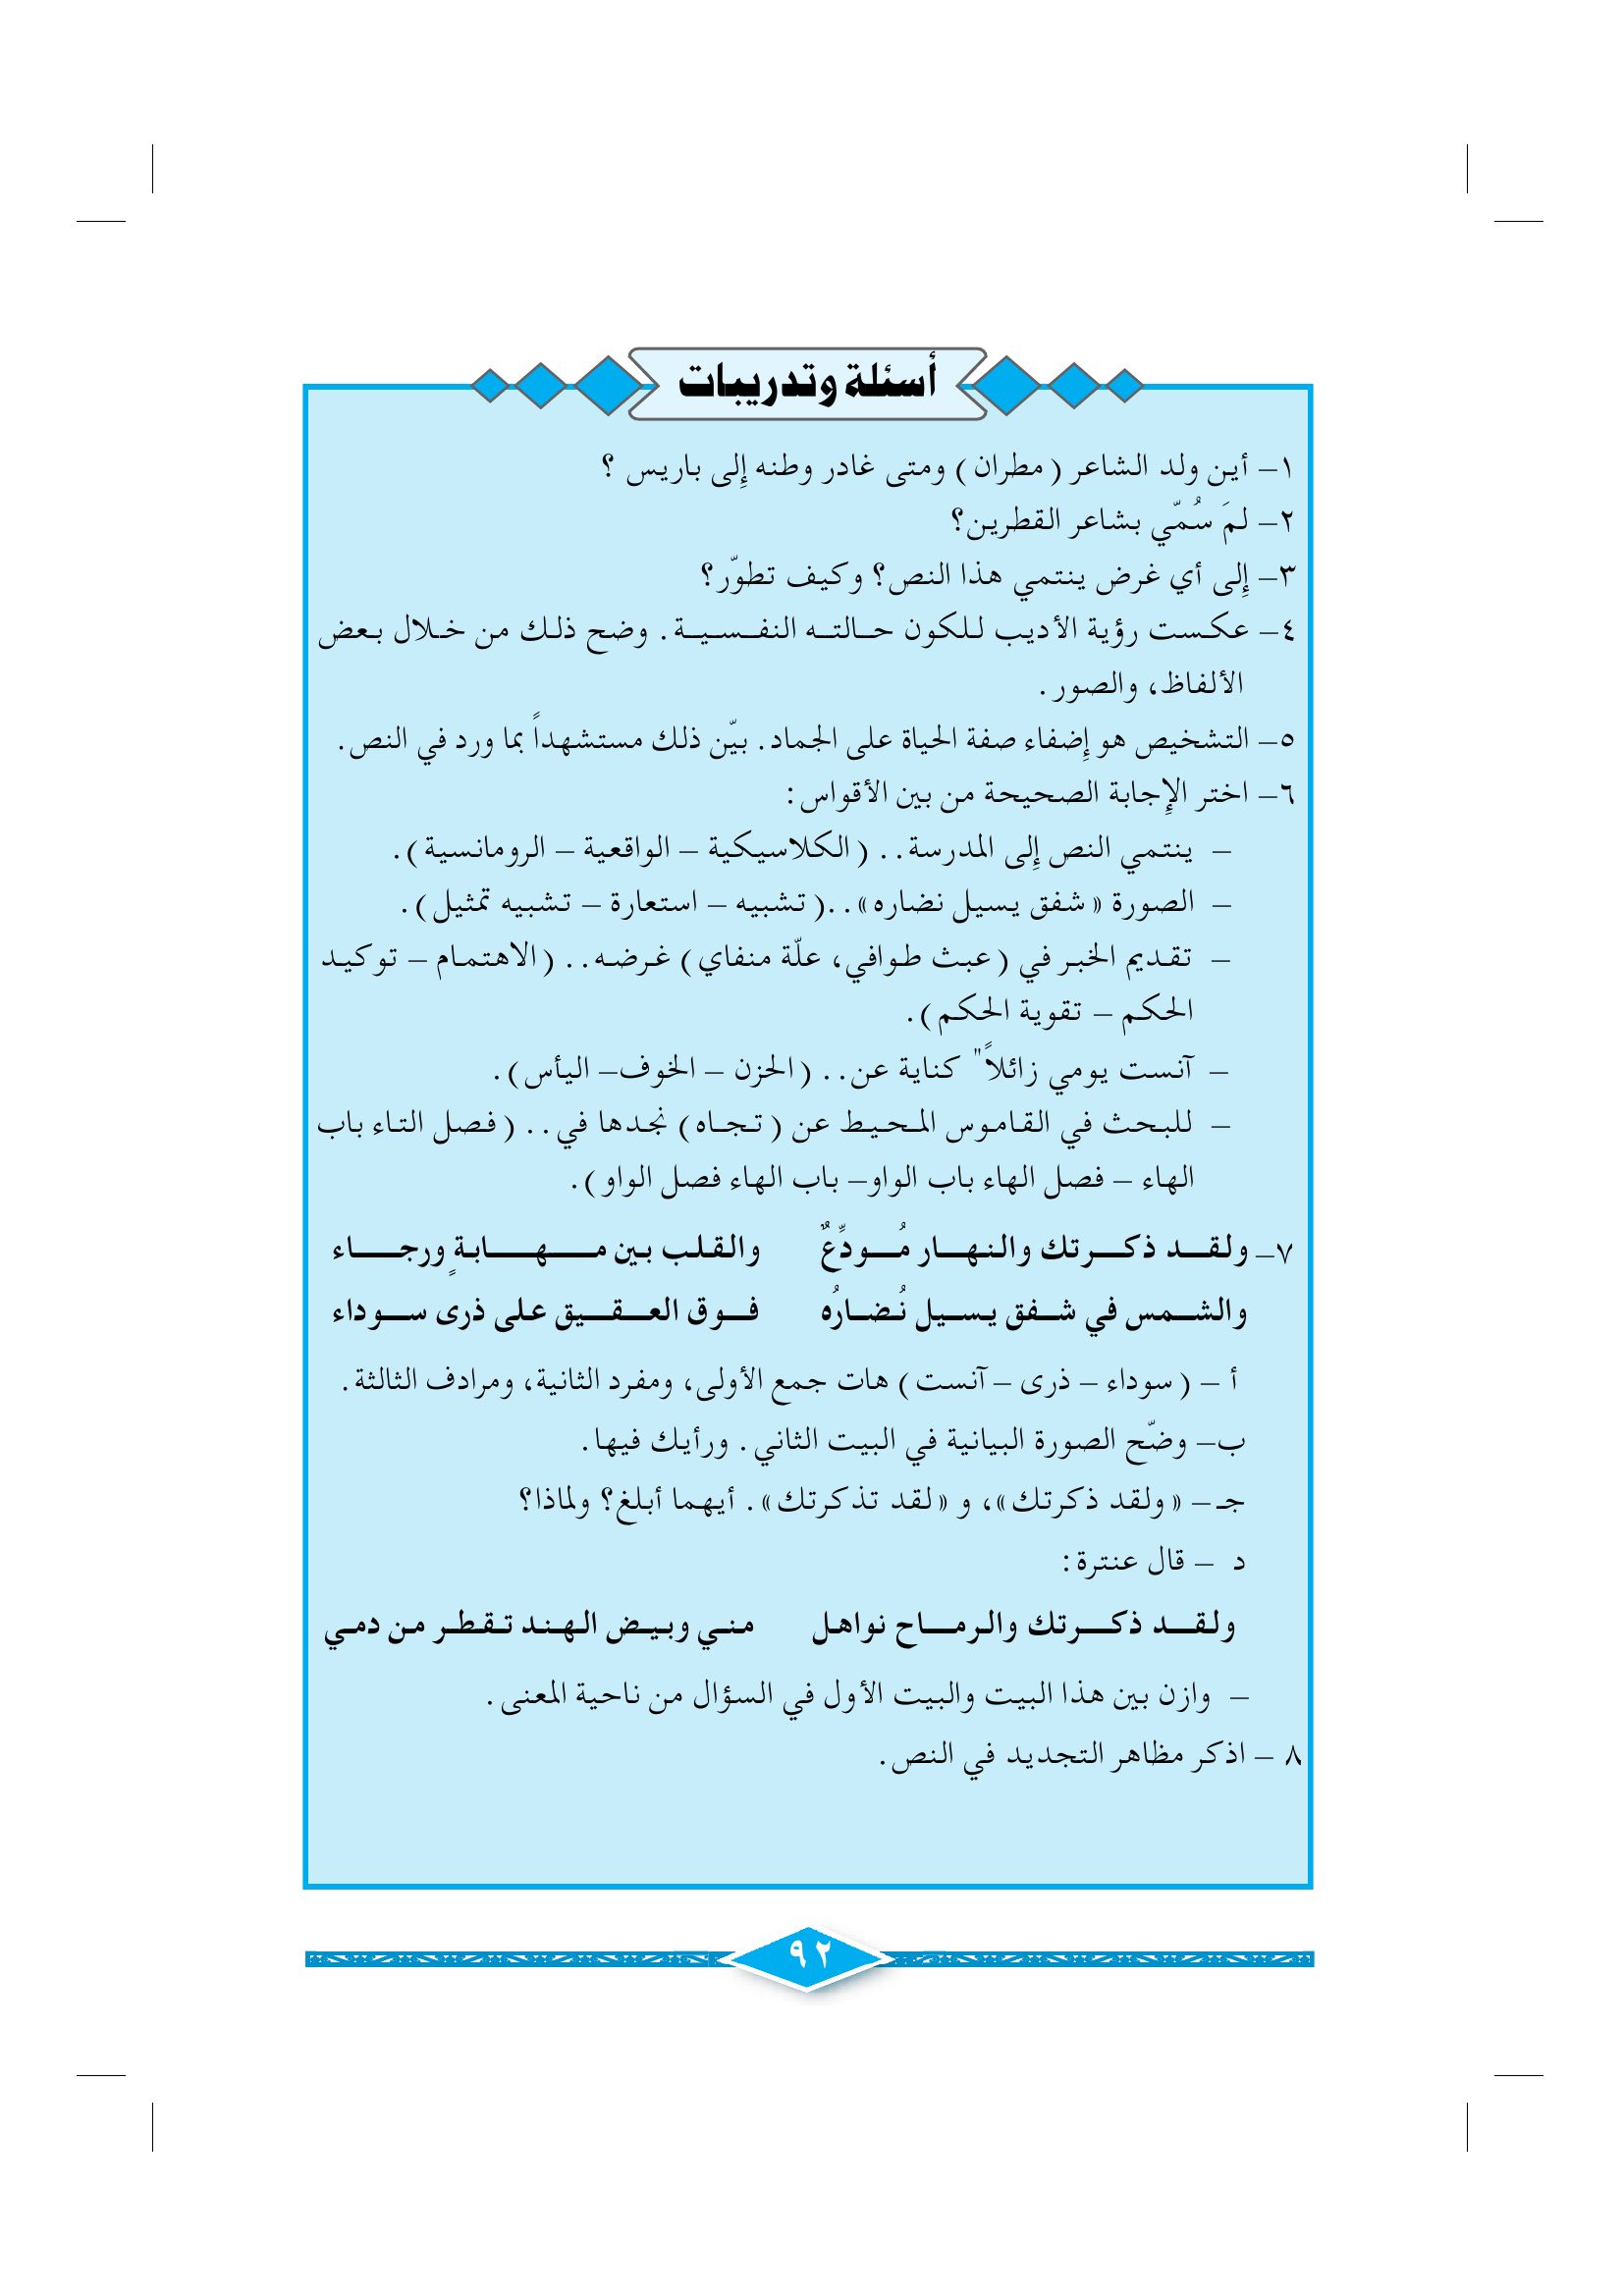 أسئلة وتدريبات
١– أين ولد الشاعر (مطران) ومتى غادر وطنه إِلى باريس ؟
٢– لمَ سُمّي بشاعر القطرين؟
٣– إِلى أي غرض ينتمي هذا النص؟ وكيف تطوّر؟
٤– عكست رؤية الأديب للكون حالته النفسية. وضح ذلك من خلال بعض
الألفاظ، والصور.
٥– التشخيص هو إِضفاء صفة الحياة على الجماد. بيّن ذلك مستشهداً بما ورد في النص.
٦– اختر الإِجابة الصحيحة من بين الأقواس:
– ينتمي النص إِلى المدرسة.. (الكلاسيكية – الواقعية – الرومانسية).
– الصورة «شفق يسيل نضاره»..(تشبيه – استعارة – تشبيه تمثيل).
– تقديم الخبر في (عبث طوافي، علّة منفاي) غرضه.. (الاهتمام – توكيد
الحكم – تقوية الحكم).
– آنست يومي زائلاً" كناية عن.. (الحزن – الخوف– اليأس).
– للبحث في القاموس المحيط عن (تجاه) نجدها في.. (فصل التاء باب
الهاء – فصل الهاء باب الواو– باب الهاء فصل الواو).
٧– ولقد ذكرتك والنهار مُودِّعٌ والقلب بين مهابةٍ ورجاء
والشمس في شفق يسيل نُضارُه فوق العقيق على ذرى سوداء
أ – (سوداء – ذرى – آنست) هات جمع الأولى، ومفرد الثانية، ومرادف الثالثة.
ب– وضّح الصورة البيانية في البيت الثاني. ورأيك فيها.
جـ– «ولقد ذكرتك»، و «لقد تذكرتك». أيهما أبلغ؟ ولماذا؟
د – قال عنترة:
ولقد ذكرتك والرماح نواهل مني وبيض الهند تقطر من دمي
– وازن بين هذا البيت والبيت الأول في السؤال من ناحية المعنى.
٨ – اذكر مظاهر التجديد في النص.
٩٢